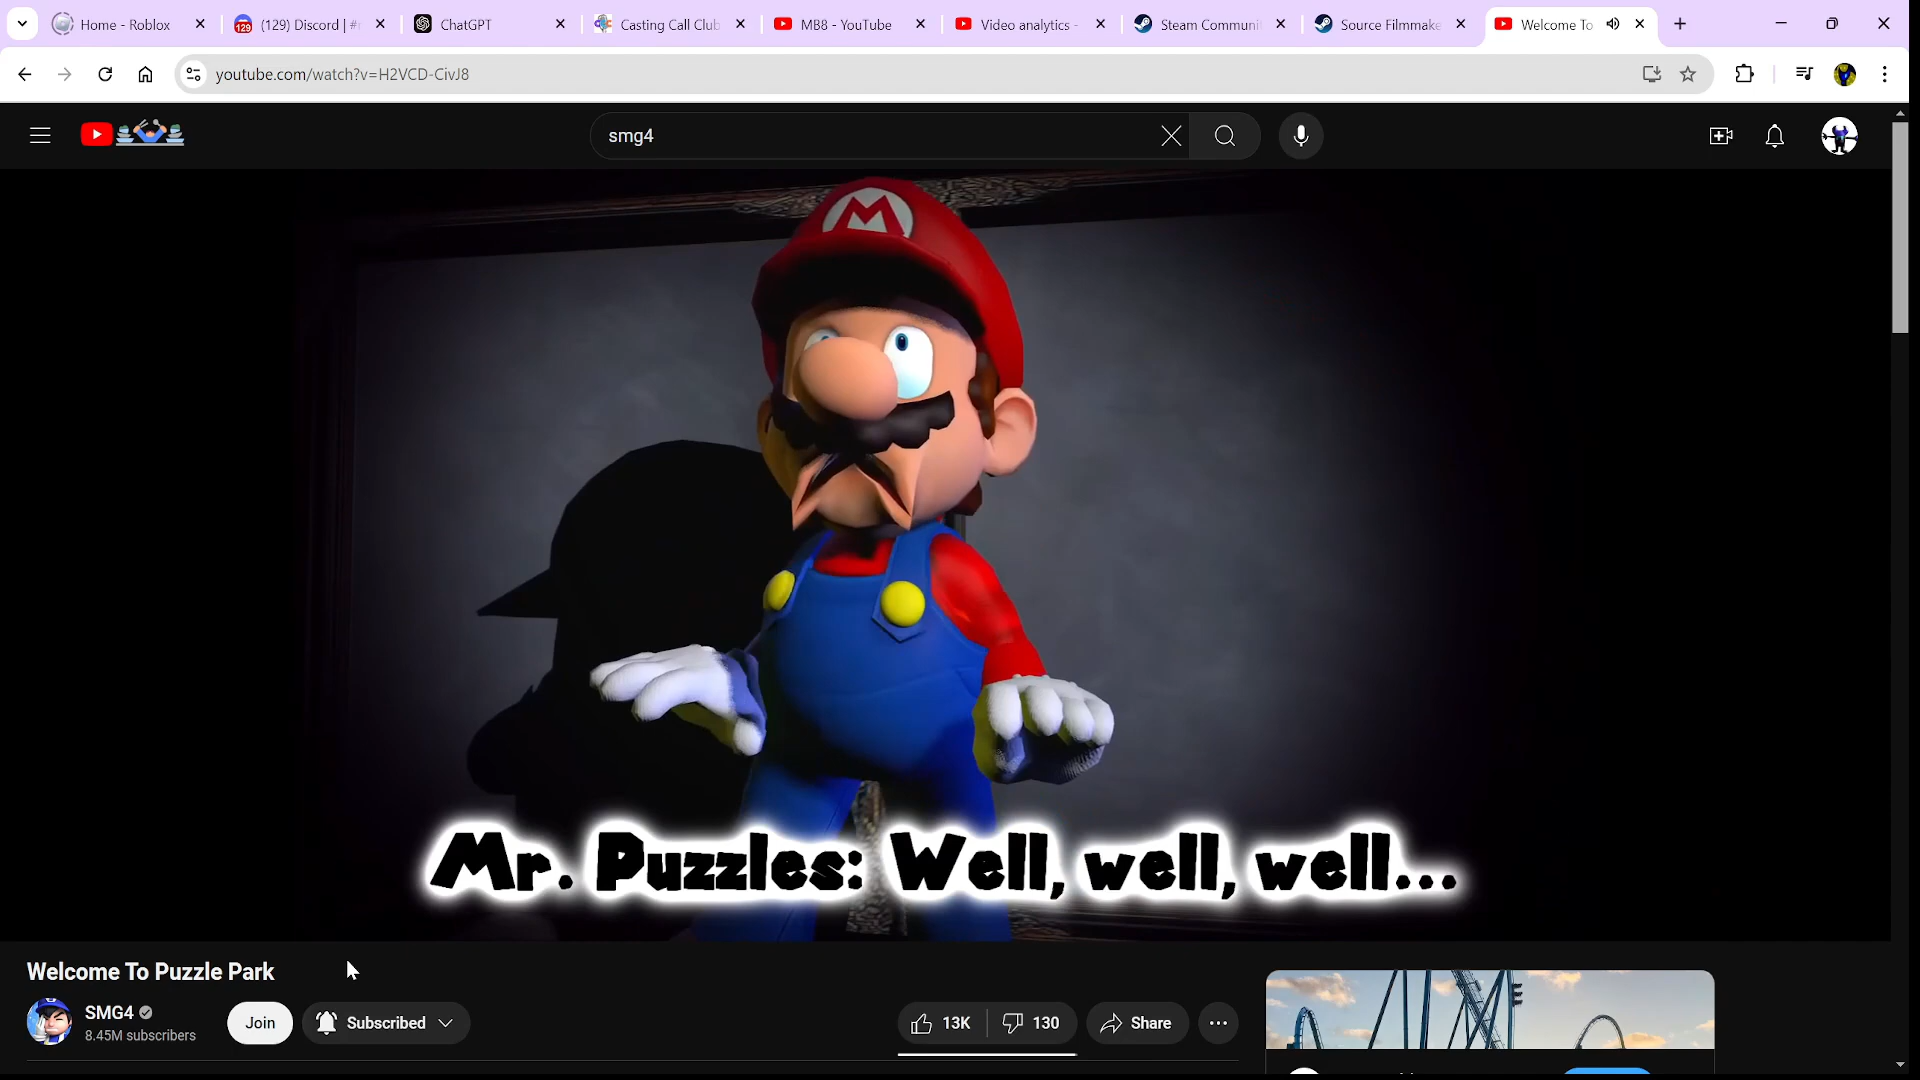 Home - Roblox
(129) Discord | #
ChatGPT
Casting Call Club
MB8 - YouTube
Video analytics -
Steam Communi
Source Filmmake
Welcome To
youtube.com/watch?v=H2VCD-CivJ8
smg4
M
Mr. Puzzles: Well, well, well...
Welcome To Puzzle Park
SMG4
8.45M subscribers
Join
Subscribed
13K
130
Share